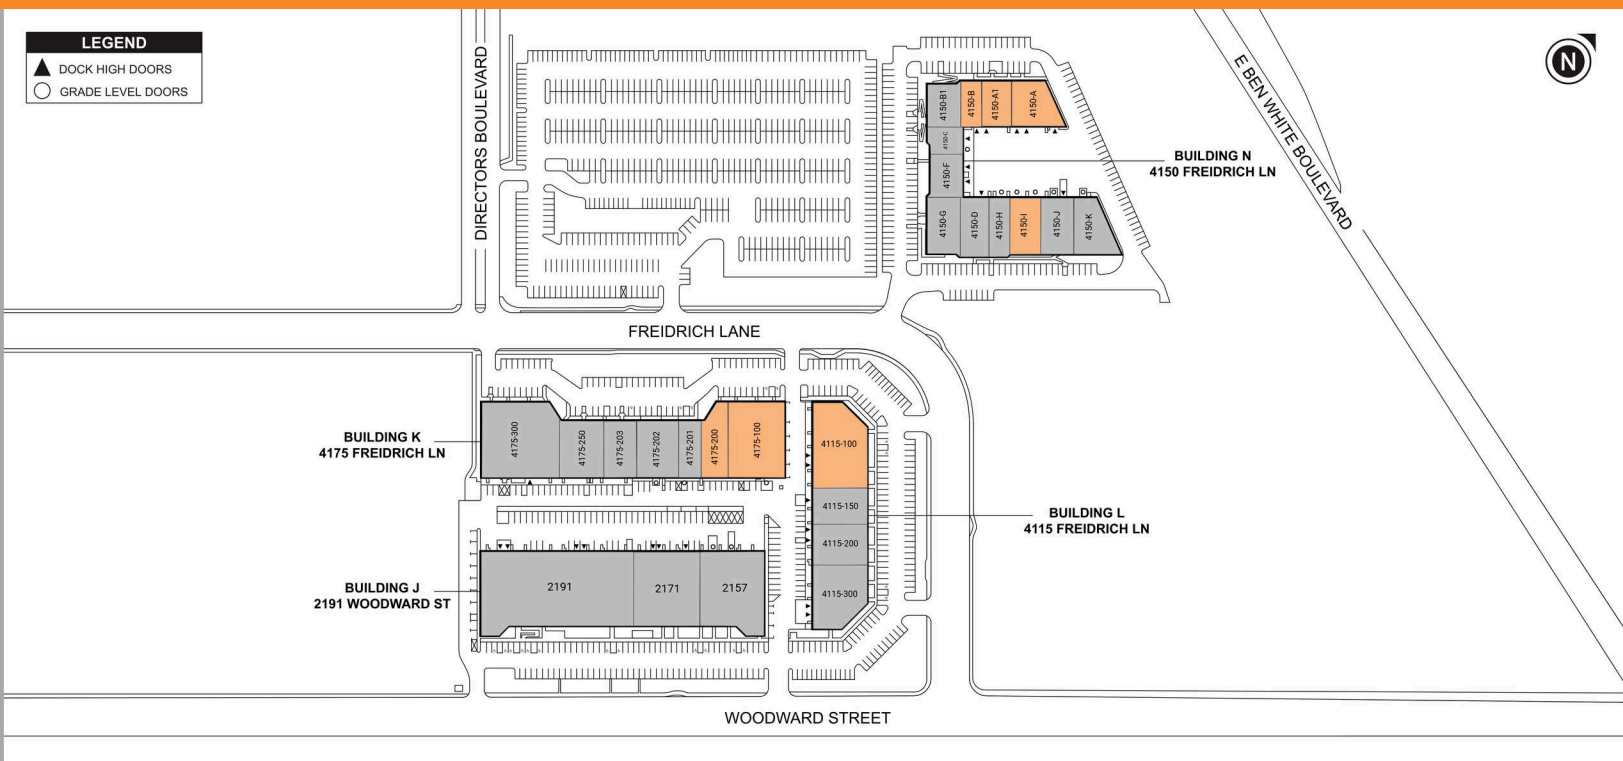 LEGEND
DOCK HIGH DOORS
GRADE LEVEL DOORS
DIRECTORS BOULEVARD
E BEN WHITE BOULEVARD
N
4150-B1
4150-B
4150-A1
4150-A
4150-C
4150-F
4150-G
4150-D
4150-H
4150-I
4150-J
4150-K
BUILDING N
4150 FREIDRICH LN
FREIDRICH LANE
BUILDING K
4175 FREIDRICH LN
4175-300
4175-250
4175-203
4175-202
4175-201
4175-200
4175-100
4115-100
4115-150
4115-200
4115-300
BUILDING L
4115 FREIDRICH LN
BUILDING J
2191 WOODWARD ST
2191
2171
2157
WOODWARD STREET